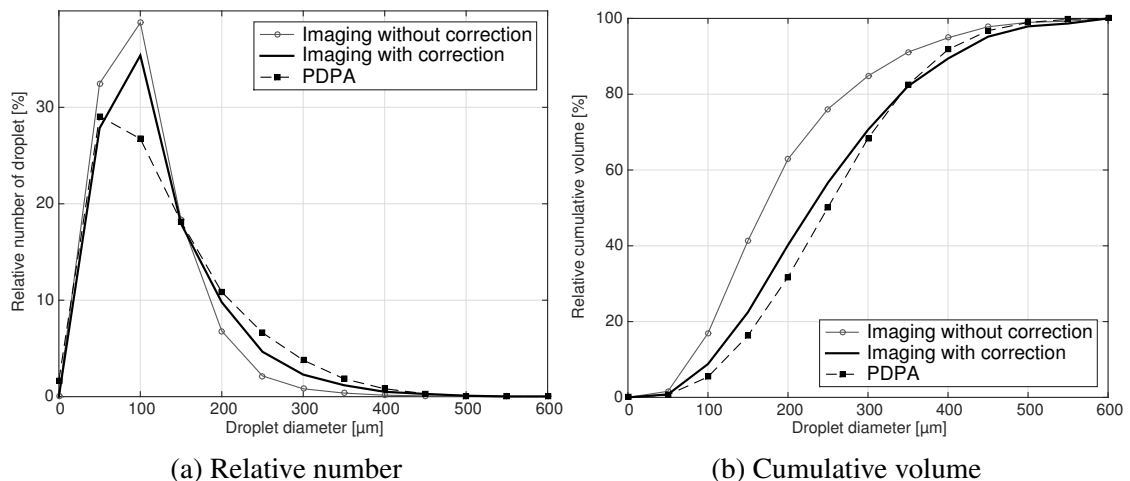 Relative number of droplet [%]
30
20
10
0
0 100 200 300 400 500 600
Droplet diameter [µm]
Imaging without correction
Imaging with correction
PDPA
(a) Relative number
Relative cumulative volume [%]
100
80
60
40
20
0
0 100 200 300 400 500 600
Droplet diameter [µm]
Imaging without correction
Imaging with correction
PDPA
(b) Cumulative volume